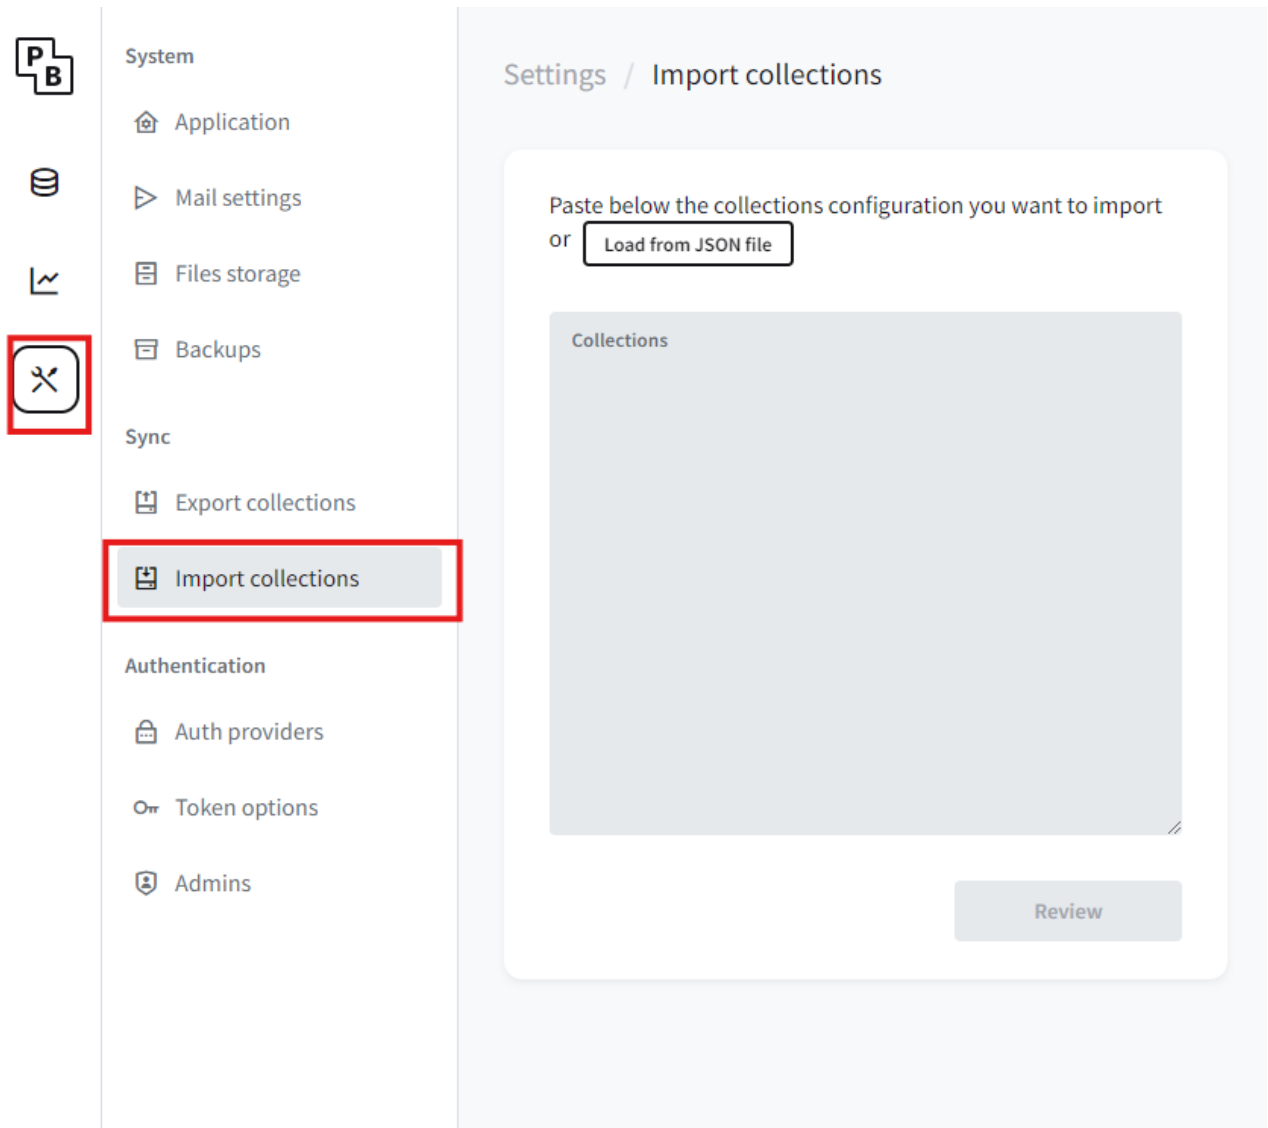 PB
System
Application
Mail settings
Files storage
Backups
Sync
Export collections
Import collections
Authentication
Auth providers
Token options
Admins
Settings / Import collections
Paste below the collections configuration you want to import
or Load from JSON file
Collections
Review